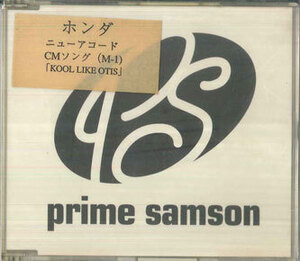 ホンダ
ニューアコード
CMソング (M-1)
「KOOL LIKE OTIS」
PS
prime samson